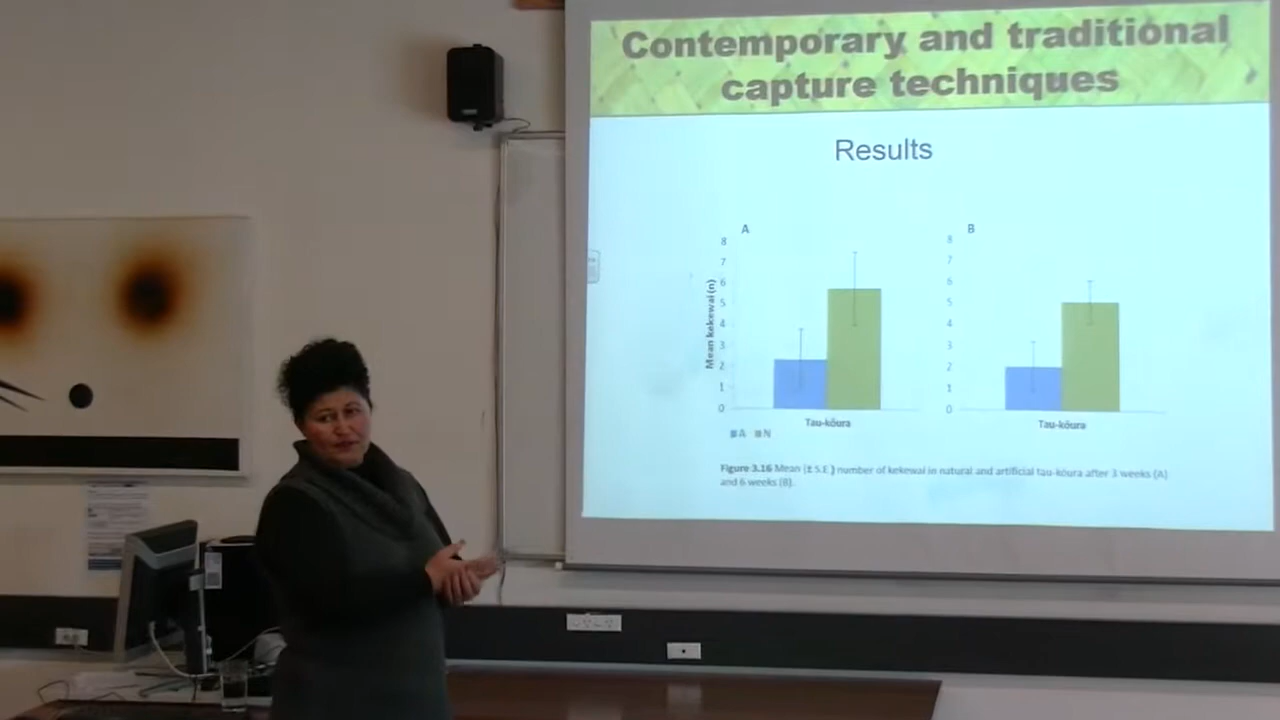 Contemporary and traditional
capture techniques
Results
A
B
8
7
6
5
4
3
2
1
0
Mean kekewai (n)
8
7
6
5
4
3
2
1
0
Tau-kōura
Tau-kōura
A N
Figure 3.16 Mean (± S.E ) number of kekewai in natural and artificial tau-kōura after 3 weeks (A)
and 6 weeks (B).